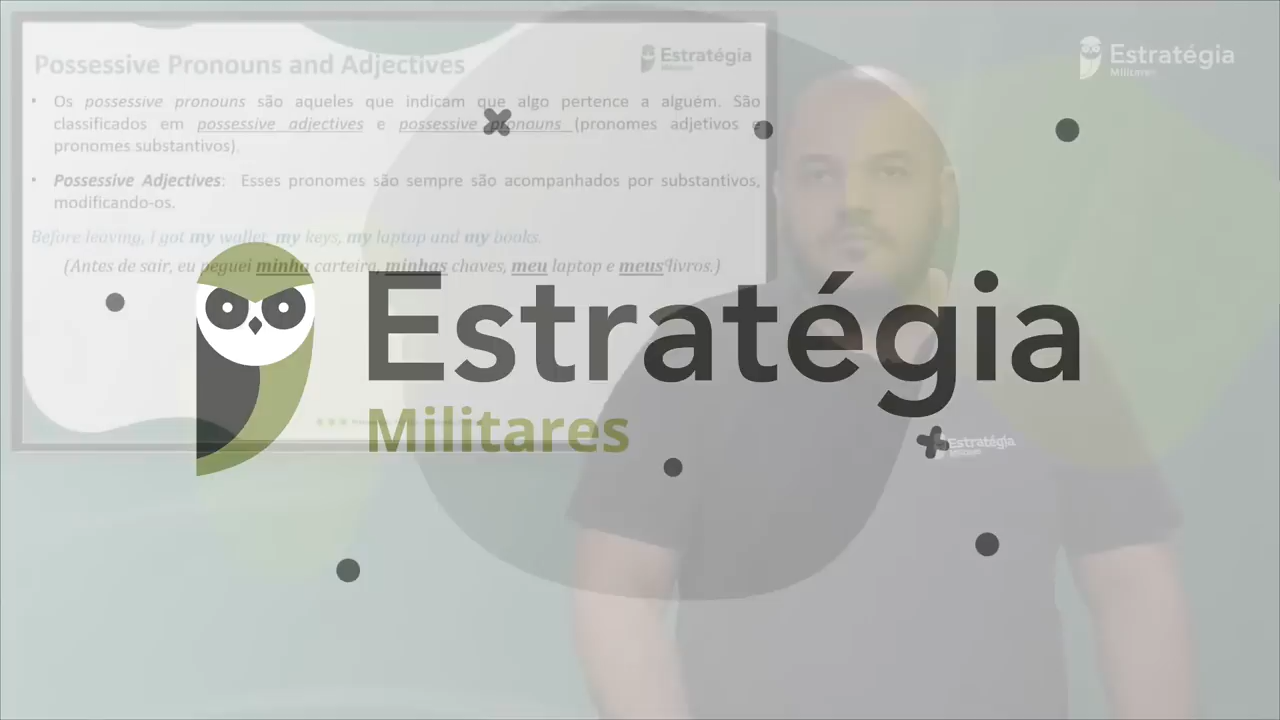 Possessive Pronouns and Adjectives
Estratégia
Militares
Estratégia
Militares
• Os possessive pronouns são aqueles que indicam que algo pertence a alguém. São
classificados em possessive adjectives e possessive pronouns (pronomes adjetivos e
pronomes substantivos).
• Possessive Adjectives: Esses pronomes são sempre são acompanhados por substantivos,
modificando-os.
Before leaving, I got my wallet, my keys, my laptop and my books.
(Antes de sair, eu peguei minha carteira, minhas chaves, meu laptop e meus livros.)
Estratégia
Militares
Estratégia